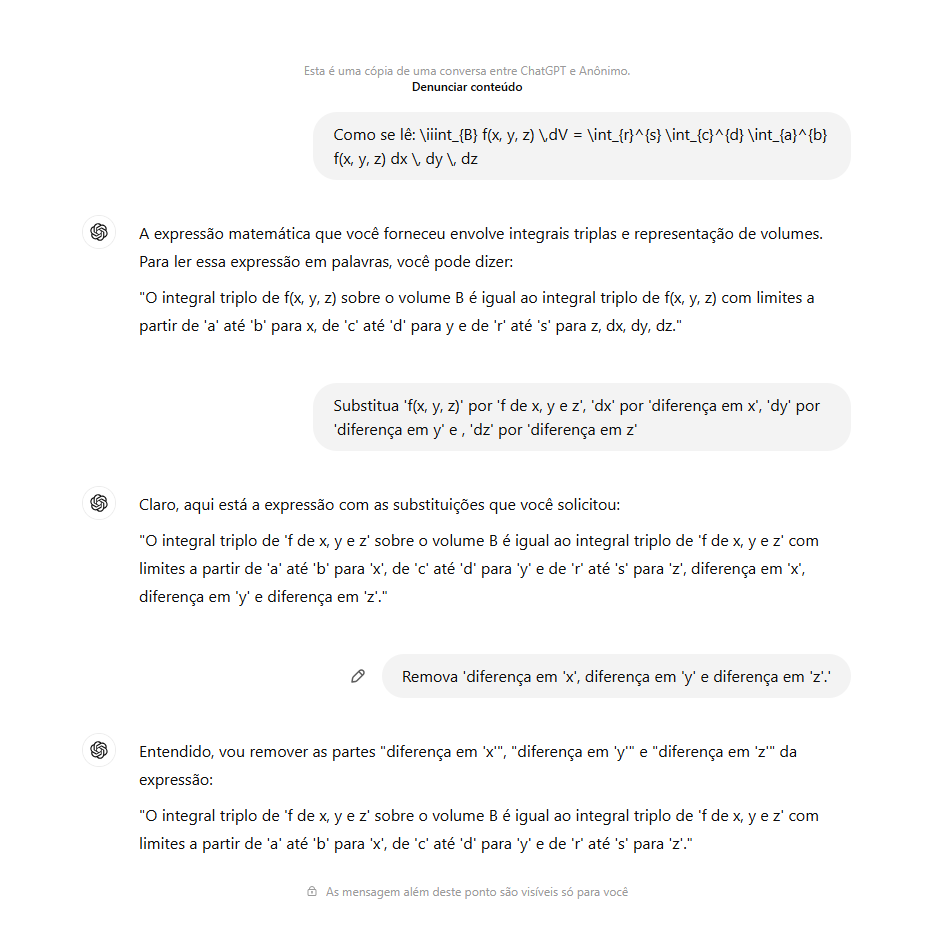 Esta é uma cópia de uma conversa entre ChatGPT e Anônimo.
Denunciar conteúdo
Como se lê: \iiint_{B} f(x, y, z) \,dV = \int_{r}^{s} \int_{c}^{d} \int_{a}^{b}
f(x, y, z) dx \, dy \, dz
A expressão matemática que você forneceu envolve integrais triplas e representação de volumes.
Para ler essa expressão em palavras, você pode dizer:
"O integral triplo de f(x, y, z) sobre o volume B é igual ao integral triplo de f(x, y, z) com limites a
partir de 'a' até 'b' para x, de 'c' até 'd' para y e de 'r' até 's' para z, dx, dy, dz."
Substitua 'f(x, y, z)' por 'f de x, y e z', 'dx' por 'diferença em x', 'dy' por
'diferença em y' e , 'dz' por 'diferença em z'
Claro, aqui está a expressão com as substituições que você solicitou:
"O integral triplo de 'f de x, y e z' sobre o volume B é igual ao integral triplo de 'f de x, y e z' com
limites a partir de 'a' até 'b' para 'x', de 'c' até 'd' para 'y' e de 'r' até 's' para 'z', diferença em 'x',
diferença em 'y' e diferença em 'z'."
Remova 'diferença em 'x', diferença em 'y' e diferença em 'z'.'
Entendido, vou remover as partes "diferença em 'x'", "diferença em 'y'" e "diferença em 'z'" da
expressão:
"O integral triplo de 'f de x, y e z' sobre o volume B é igual ao integral triplo de 'f de x, y e z' com
limites a partir de 'a' até 'b' para 'x', de 'c' até 'd' para 'y' e de 'r' até 's' para 'z'."
As mensagem além deste ponto são visíveis só para você